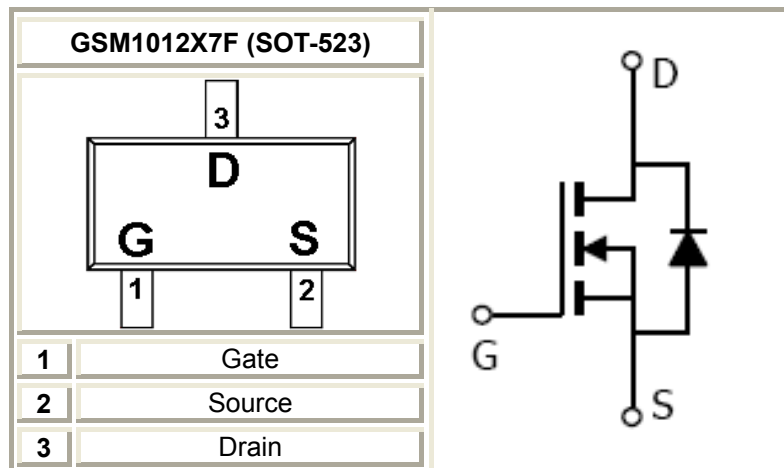 GSM1012X7F (SOT-523)
3
D
G S
1 2
1 Gate
2 Source
3 Drain
D
G
S